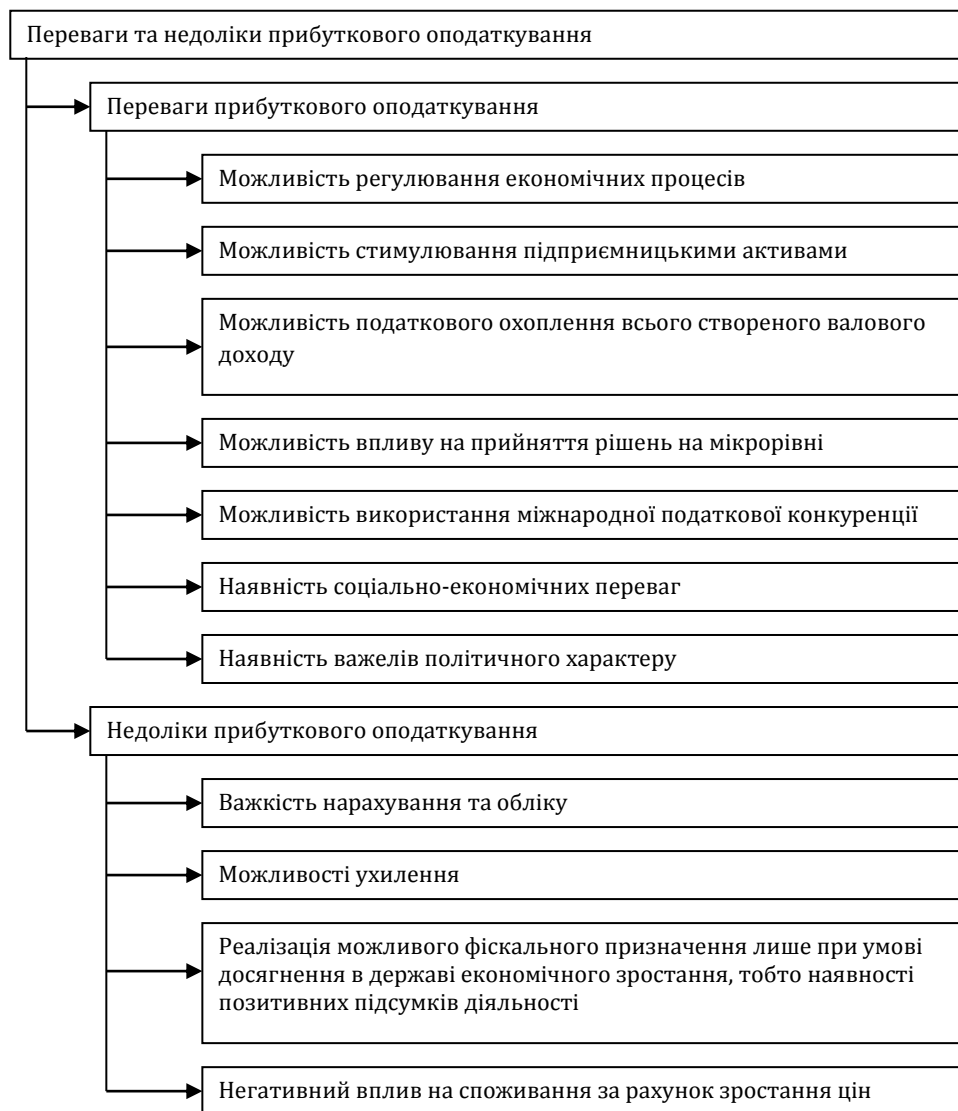 Переваги та недоліки прибуткового оподаткування
Переваги прибуткового оподаткування
Можливість регулювання економічних процесів
Можливість стимулювання підприємницькими активами
Можливість податкового охоплення всього створеного валового
доходу
Можливість впливу на прийняття рішень на мікрорівні
Можливість використання міжнародної податкової конкуренції
Наявність соціально-економічних переваг
Наявність важелів політичного характеру
Недоліки прибуткового оподаткування
Важкість нарахування та обліку
Можливості ухилення
Реалізація можливого фіскального призначення лише при умові
досягнення в державі економічного зростання, тобто наявності
позитивних підсумків діяльності
Негативний вплив на споживання за рахунок зростання цін